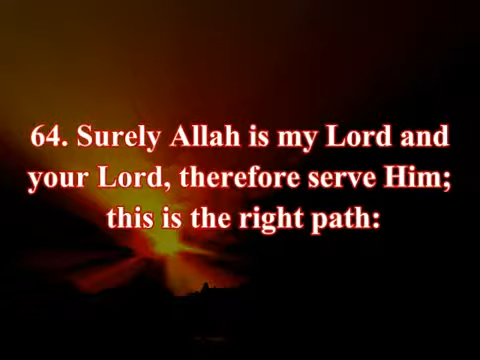 64. Surely Allah is my Lord and
your Lord, therefore serve Him;
this is the right path: